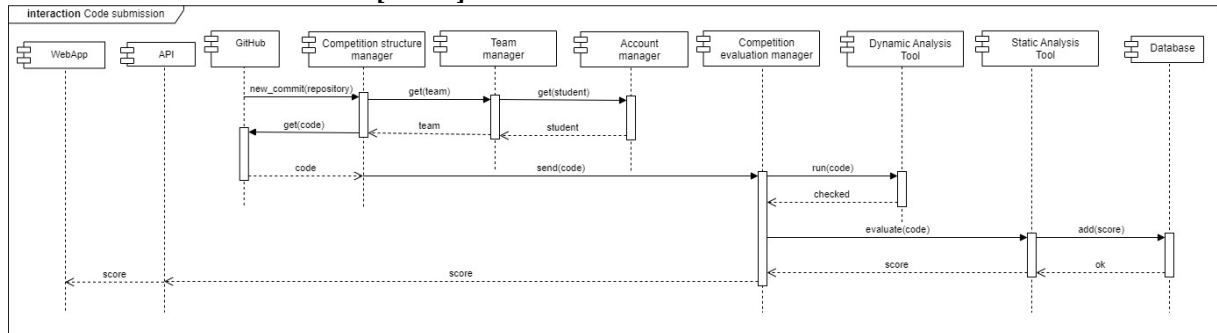 interaction Code submission
WebApp
API
GitHub
Competition structure
manager
Team
manager
Account
manager
Competition
evaluation manager
Dynamic Analysis
Tool
Static Analysis
Tool
Database
new_commit(repository)
get(team)
get(student)
get(code)
team
student
code
send(code)
run(code)
checked
evaluate(code)
add(score)
score
score
score
ok